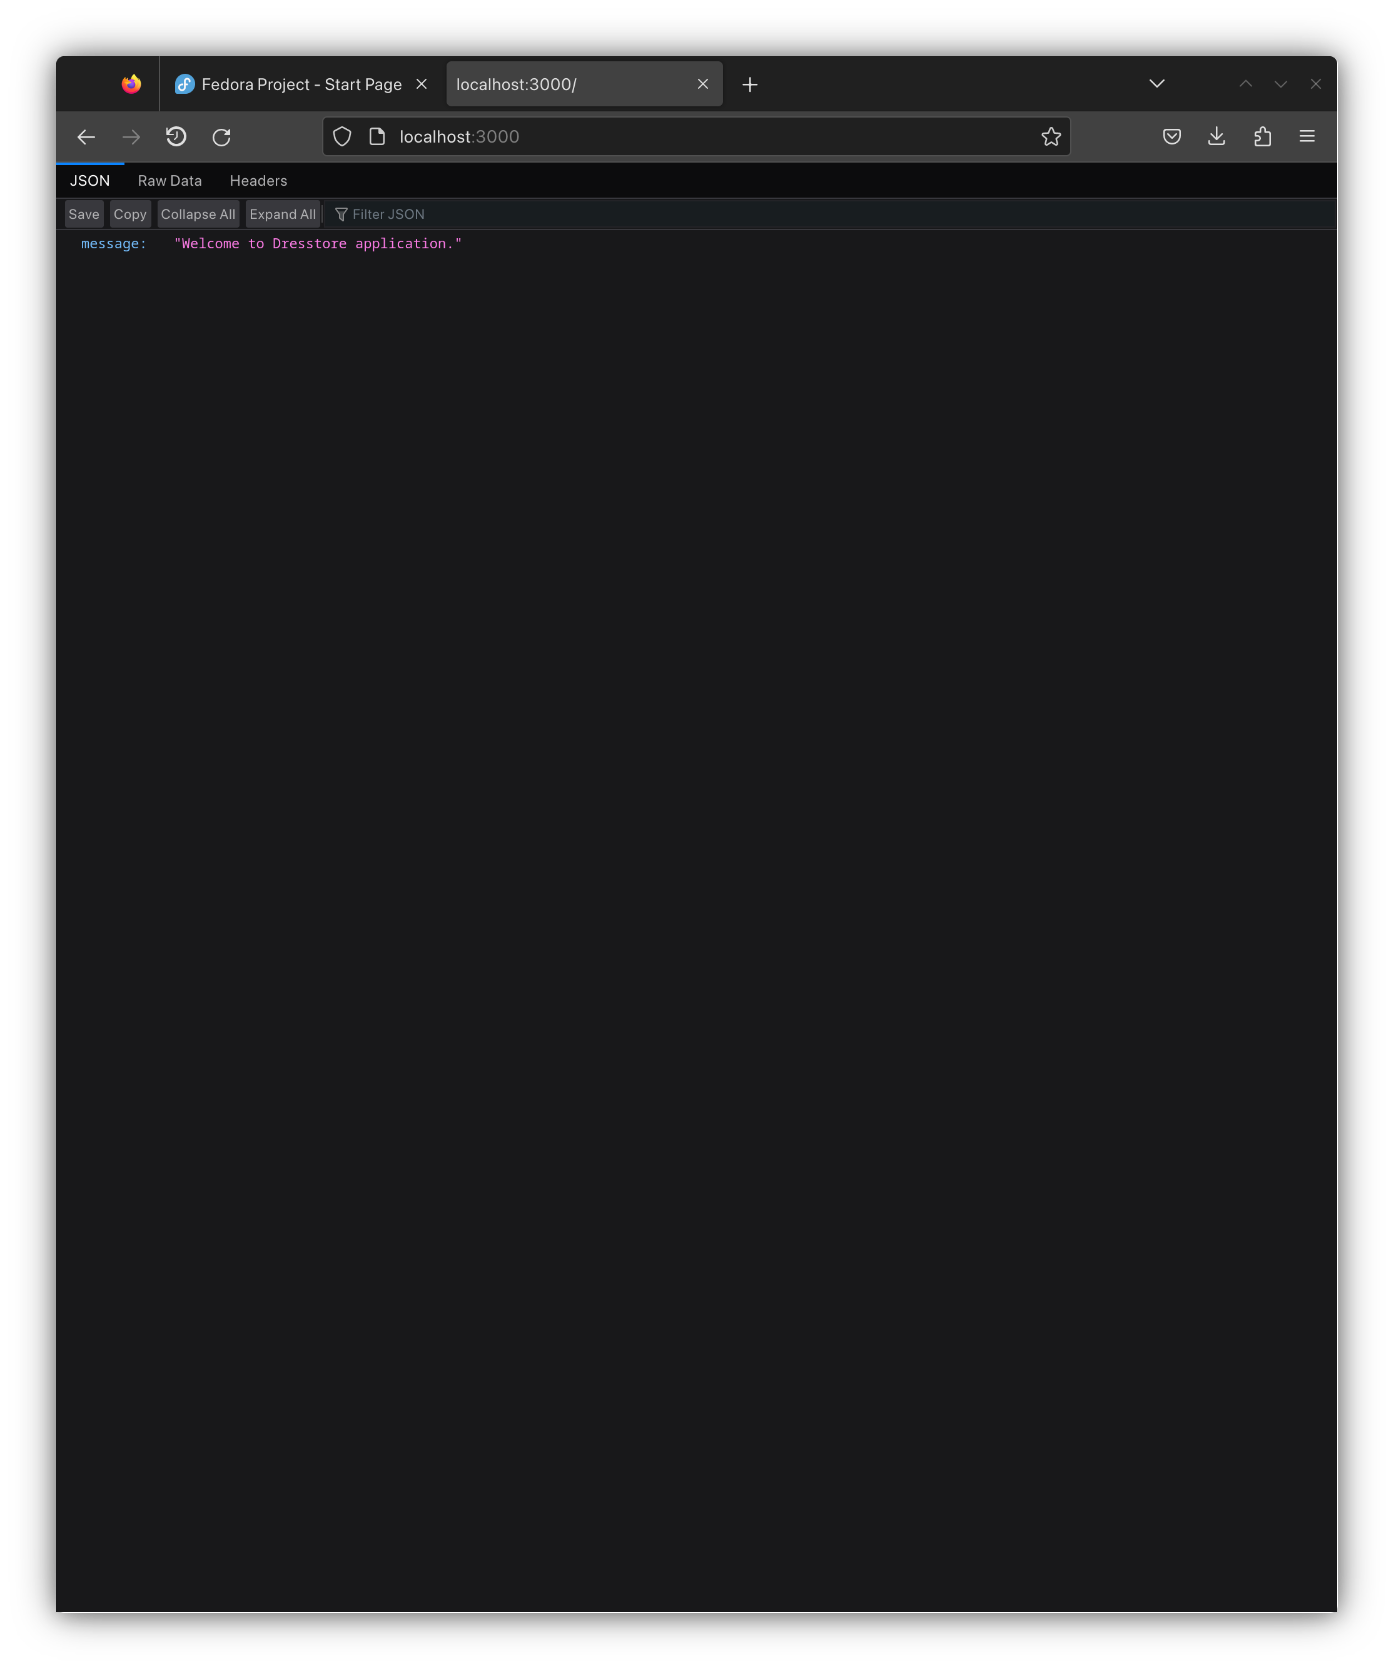 Fedora Project - Start Page
localhost:3000/
localhost:3000
JSON Raw Data Headers
Save Copy Collapse All Expand All Filter JSON
message: "Welcome to Dresstore application."